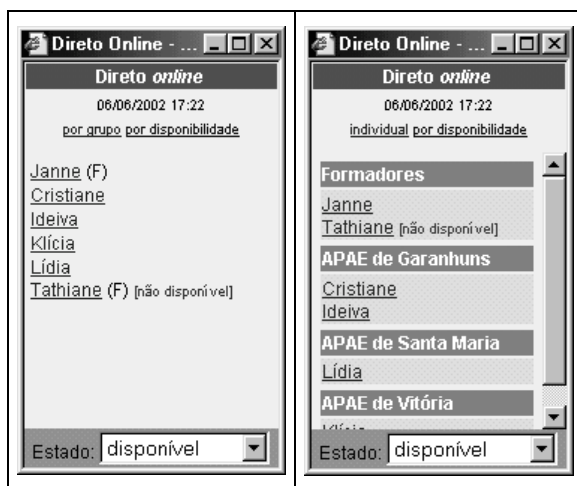 Direto Online - ...
Direto online
06/06/2002 17:22
por grupo por disponibilidade
Janne (F)
Cristiane
Ideiva
Klícia
Lídia
Tathiane (F) [não disponível]
Estado: disponível
Direto Online - ...
Direto online
06/06/2002 17:22
individual por disponibilidade
Formadores
Janne
Tathiane [não disponível]
APAE de Garanhuns
Cristiane
Ideiva
APAE de Santa Maria
Lídia
APAE de Vitória
Estado: disponível